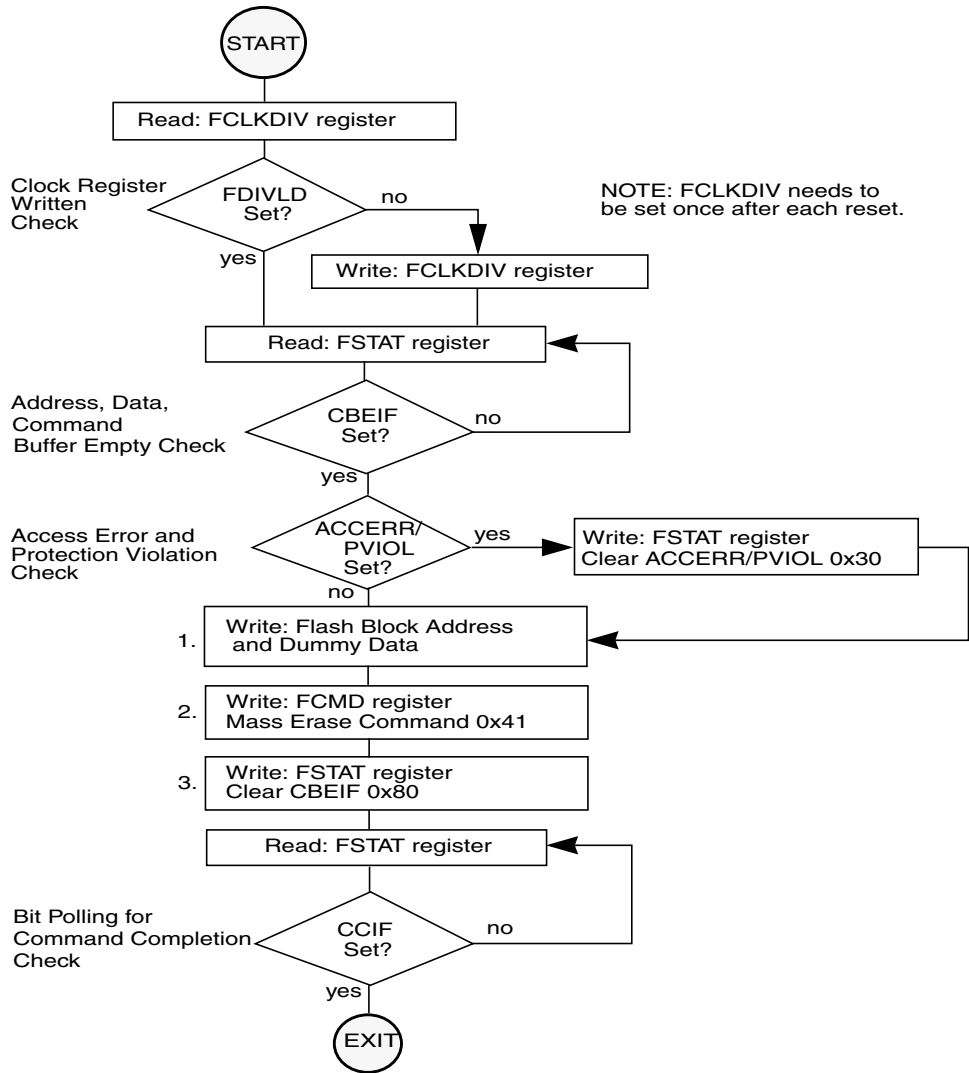 START
Read: FCLKDIV register
Clock Register
Written
Check
FDIVLD
Set?
no
NOTE: FCLKDIV needs to
be set once after each reset.
yes
Write: FCLKDIV register
Read: FSTAT register
Address, Data,
Command
Buffer Empty Check
CBEIF
Set?
no
yes
Access Error and
Protection Violation
Check
ACCERR/
PVIOL
Set?
yes
Write: FSTAT register
Clear ACCERR/PVIOL 0x30
no
1.
Write: Flash Block Address
and Dummy Data
2.
Write: FCMD register
Mass Erase Command 0x41
3.
Write: FSTAT register
Clear CBEIF 0x80
Read: FSTAT register
Bit Polling for
Command Completion
Check
CCIF
Set?
no
yes
EXIT